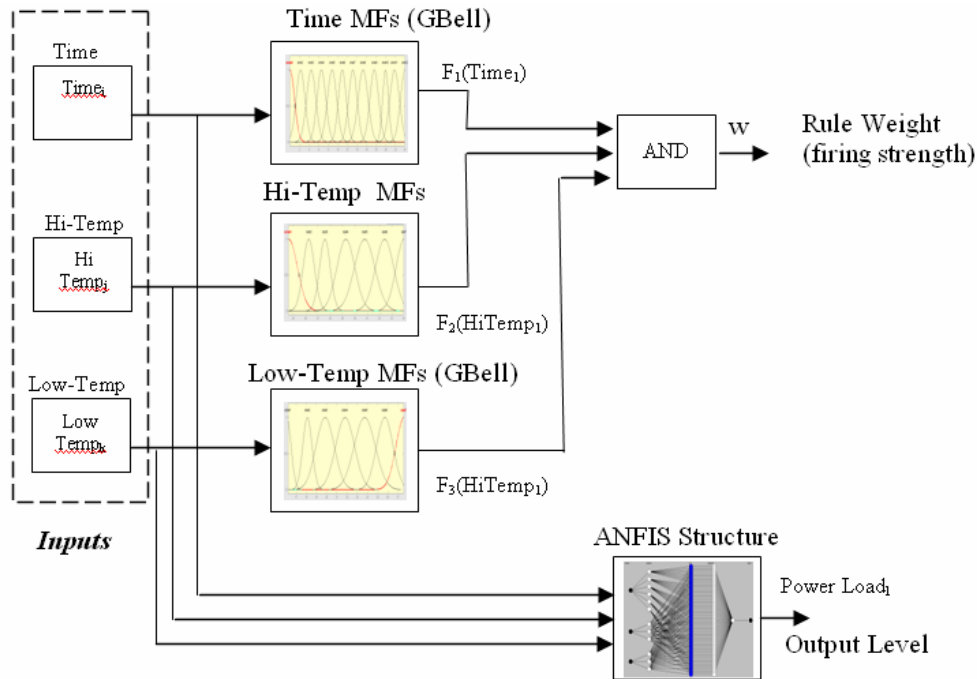 Time MFs (GBell)
Time
Time₁
F₁(Time₁)
AND
w
Rule Weight
(firing strength)
Hi-Temp MFs
Hi-Temp
Hi
Tempⱼ
F₂(HiTemp₁)
Low-Temp MFs (GBell)
Low-Temp
Low
Tempₖ
F₃(HiTemp₁)
Inputs
ANFIS Structure
Power Load₁
Output Level